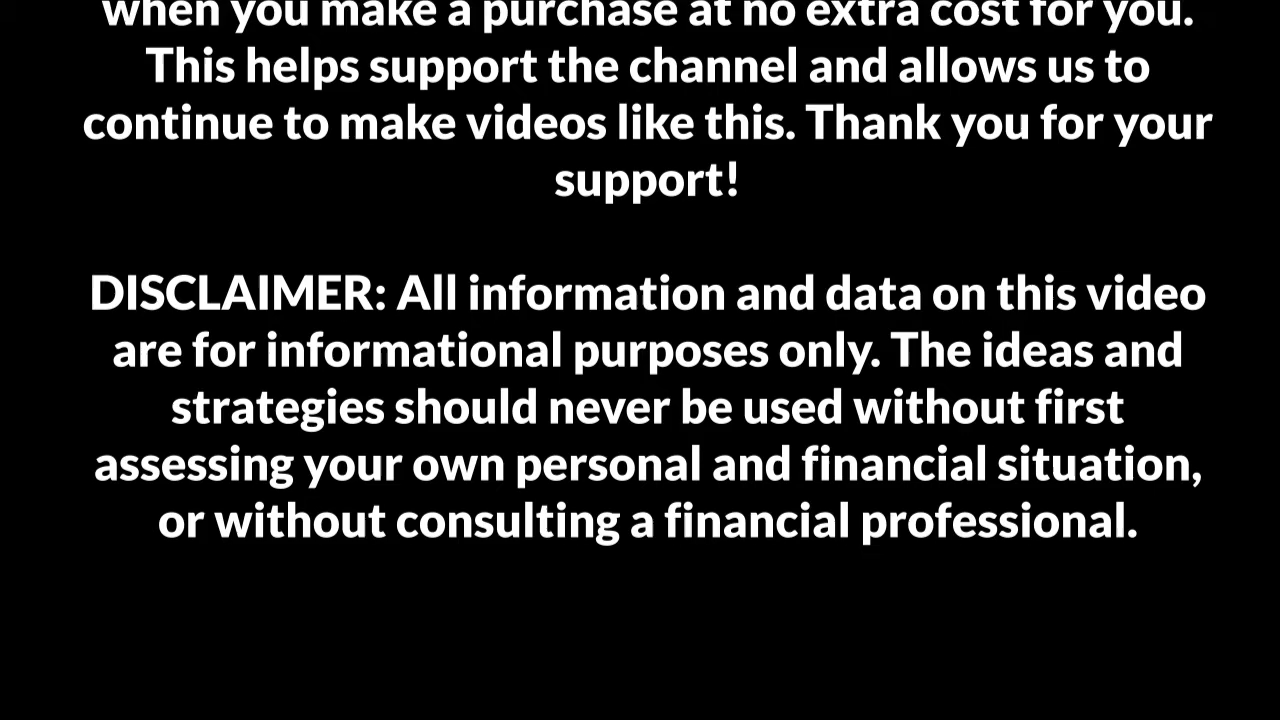 when you make a purchase at no extra cost for you.
This helps support the channel and allows us to
continue to make videos like this. Thank you for your
support!
DISCLAIMER: All information and data on this video
are for informational purposes only. The ideas and
strategies should never be used without first
assessing your own personal and financial situation,
or without consulting a financial professional.